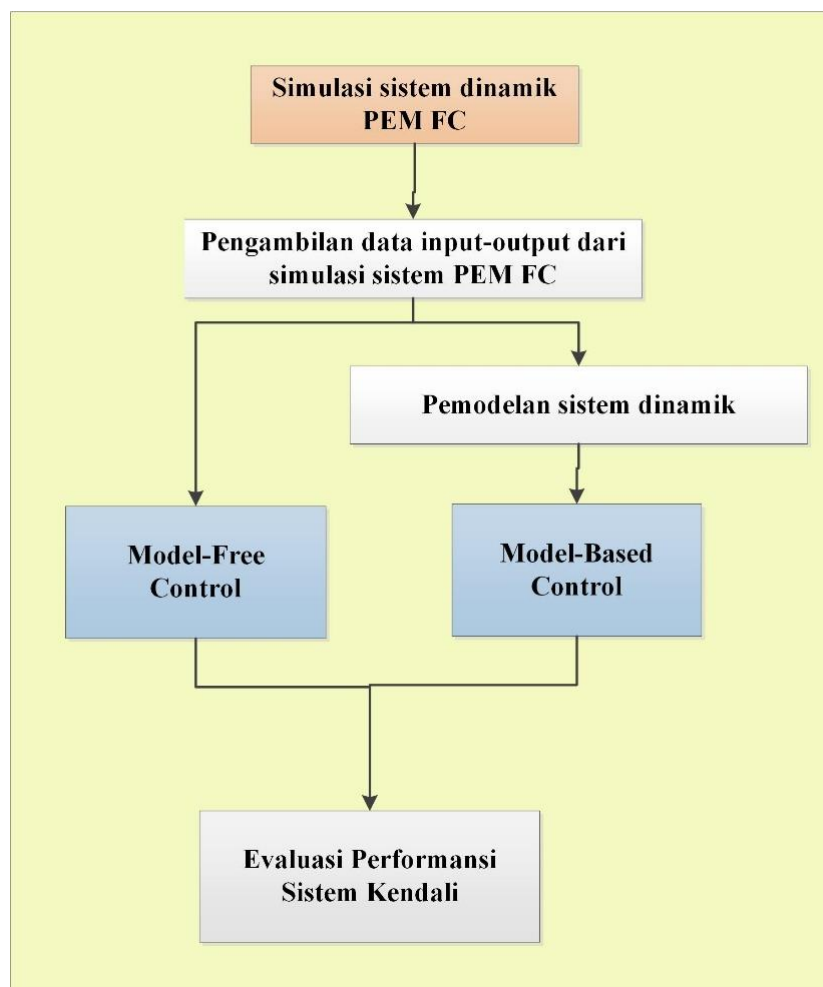 Simulasi sistem dinamik
PEM FC
Pengambilan data input-output dari
simulasi sistem PEM FC
Pemodelan sistem dinamik
Model-Free
Control
Model-Based
Control
Evaluasi Performansi
Sistem Kendali